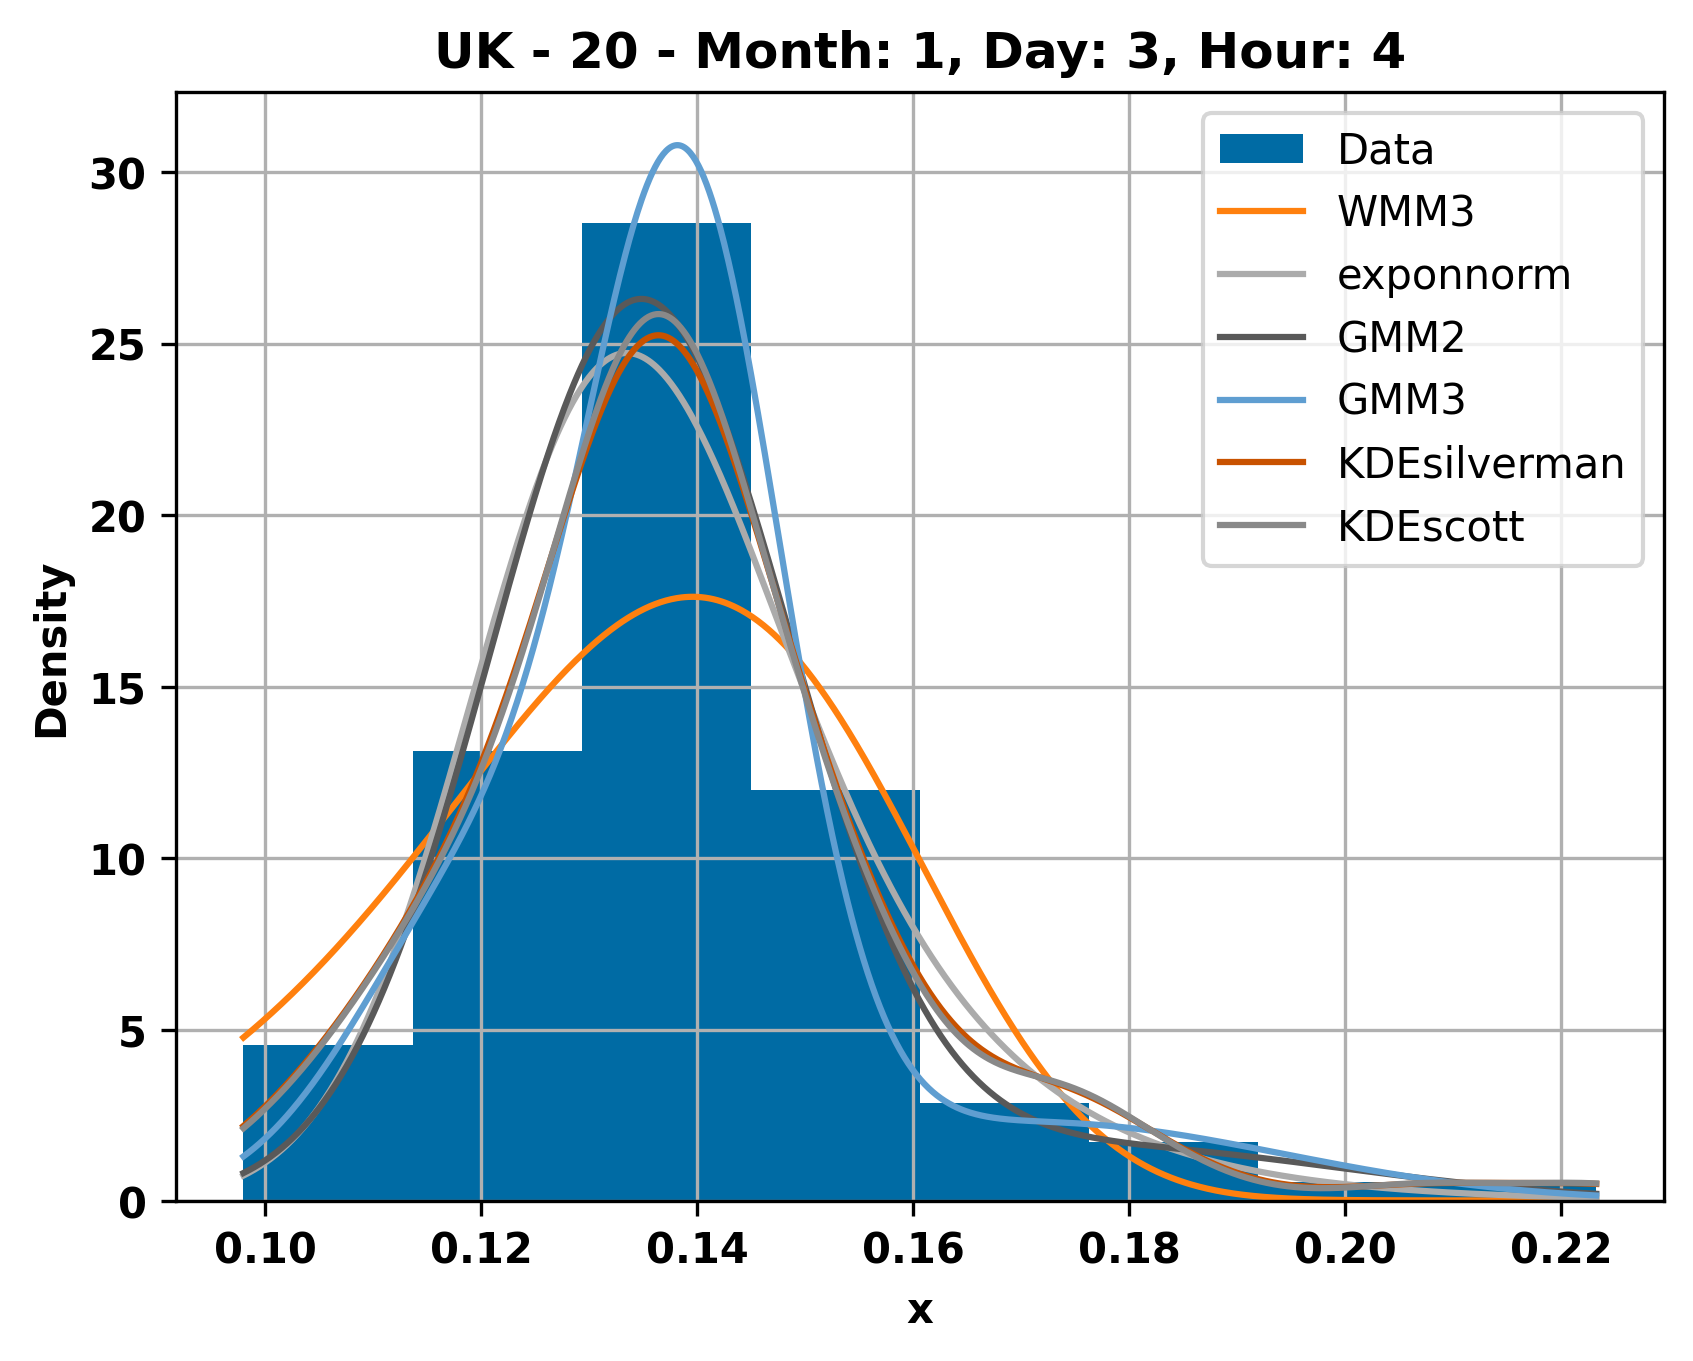 UK - 20 - Month: 1, Day: 3, Hour: 4
Data
WMM3
exponnorm
GMM2
GMM3
KDEsilverman
KDEscott
30
25
20
15
10
5
0
Density
0.10 0.12 0.14 0.16 0.18 0.20 0.22
x